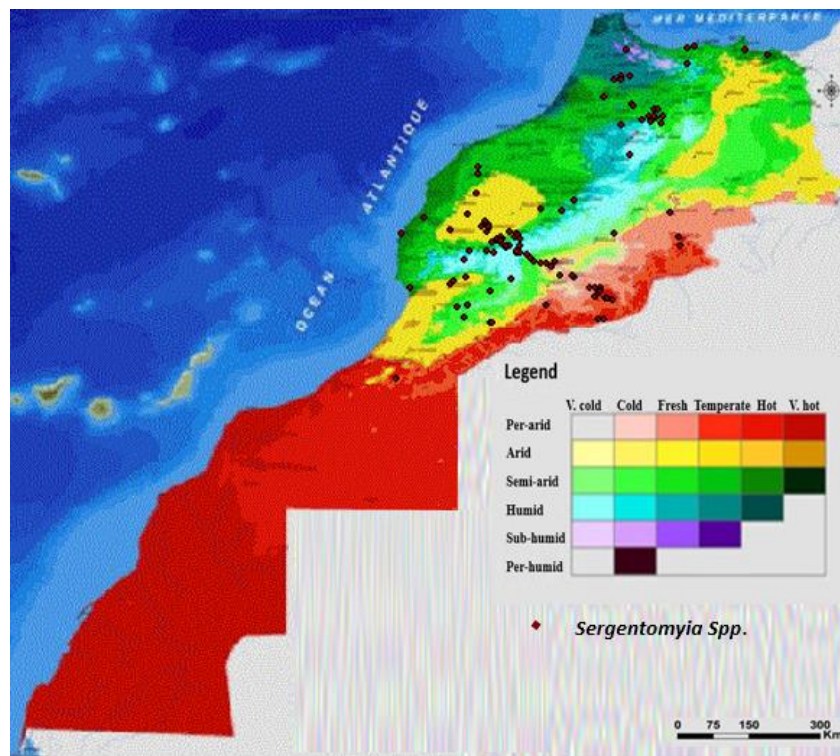 MER MEDITERRANEE
ATLANTIQUE
OCEAN
Legend
V. cold Cold Fresh Temperate Hot V. hot
Per-arid
Arid
Semi-arid
Humid
Sub-humid
Per-humid
Sergentomyia Spp.
0 75 150 300
Km